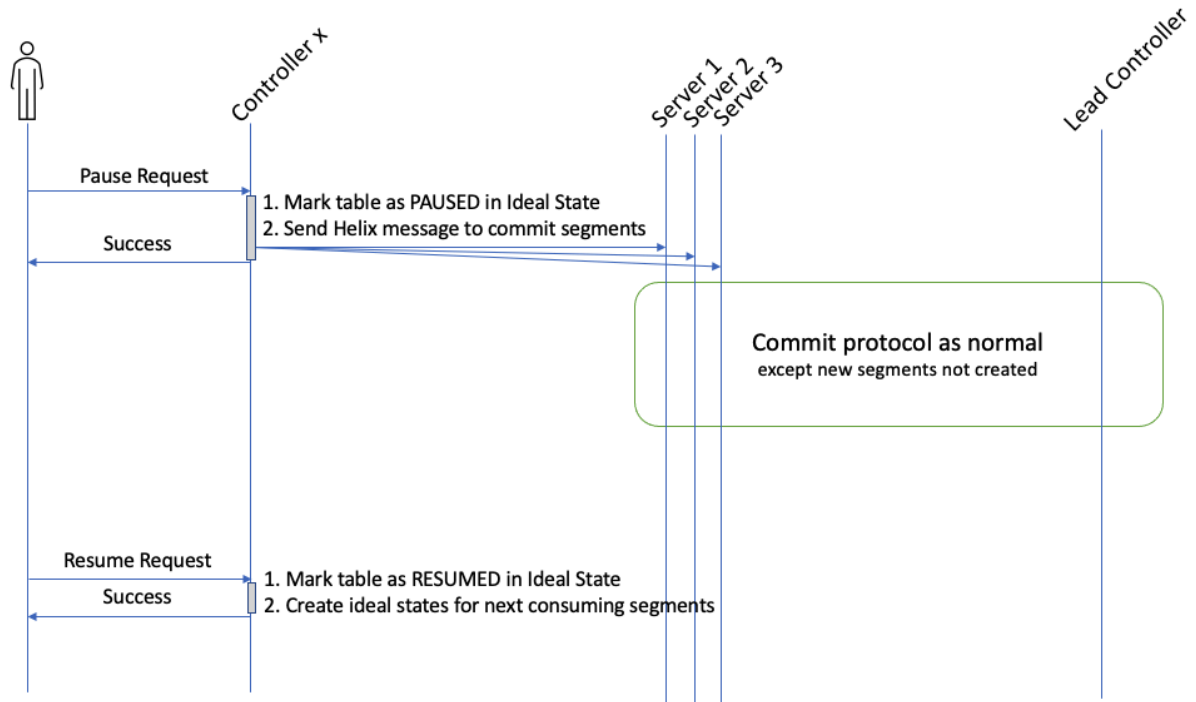 Controller x
Server 1
Server 2
Server 3
Lead Controller
Pause Request
1. Mark table as PAUSED in Ideal State
2. Send Helix message to commit segments
Success
Commit protocol as normal
except new segments not created
Resume Request
1. Mark table as RESUMED in Ideal State
Success
2. Create ideal states for next consuming segments